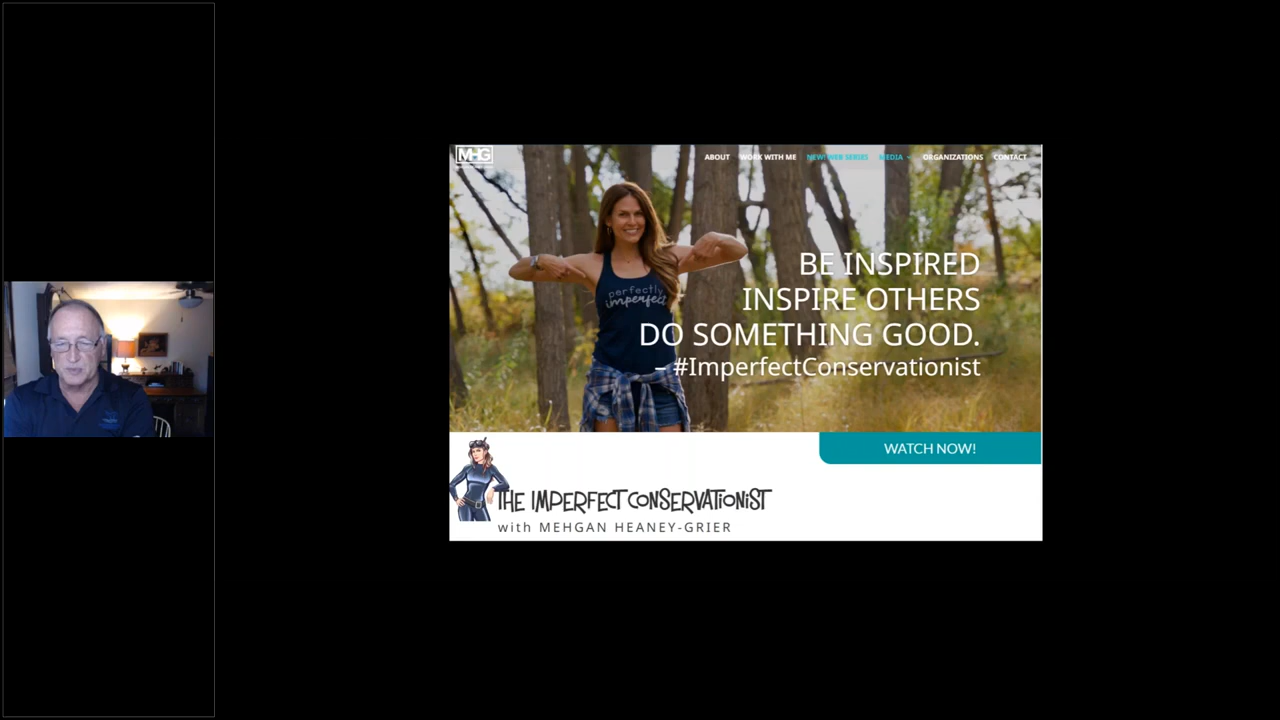 MHG
ABOUT WORK WITH ME NEW! WEB SERIES MEDIA ORGANIZATIONS CONTACT
perfectly
imperfect
BE INSPIRED
INSPIRE OTHERS
DO SOMETHING GOOD.
– #ImperfectConservationist
WATCH NOW!
THE IMPERFECT CONSERVATIONiST
with MEHGAN HEANEY-GRIER